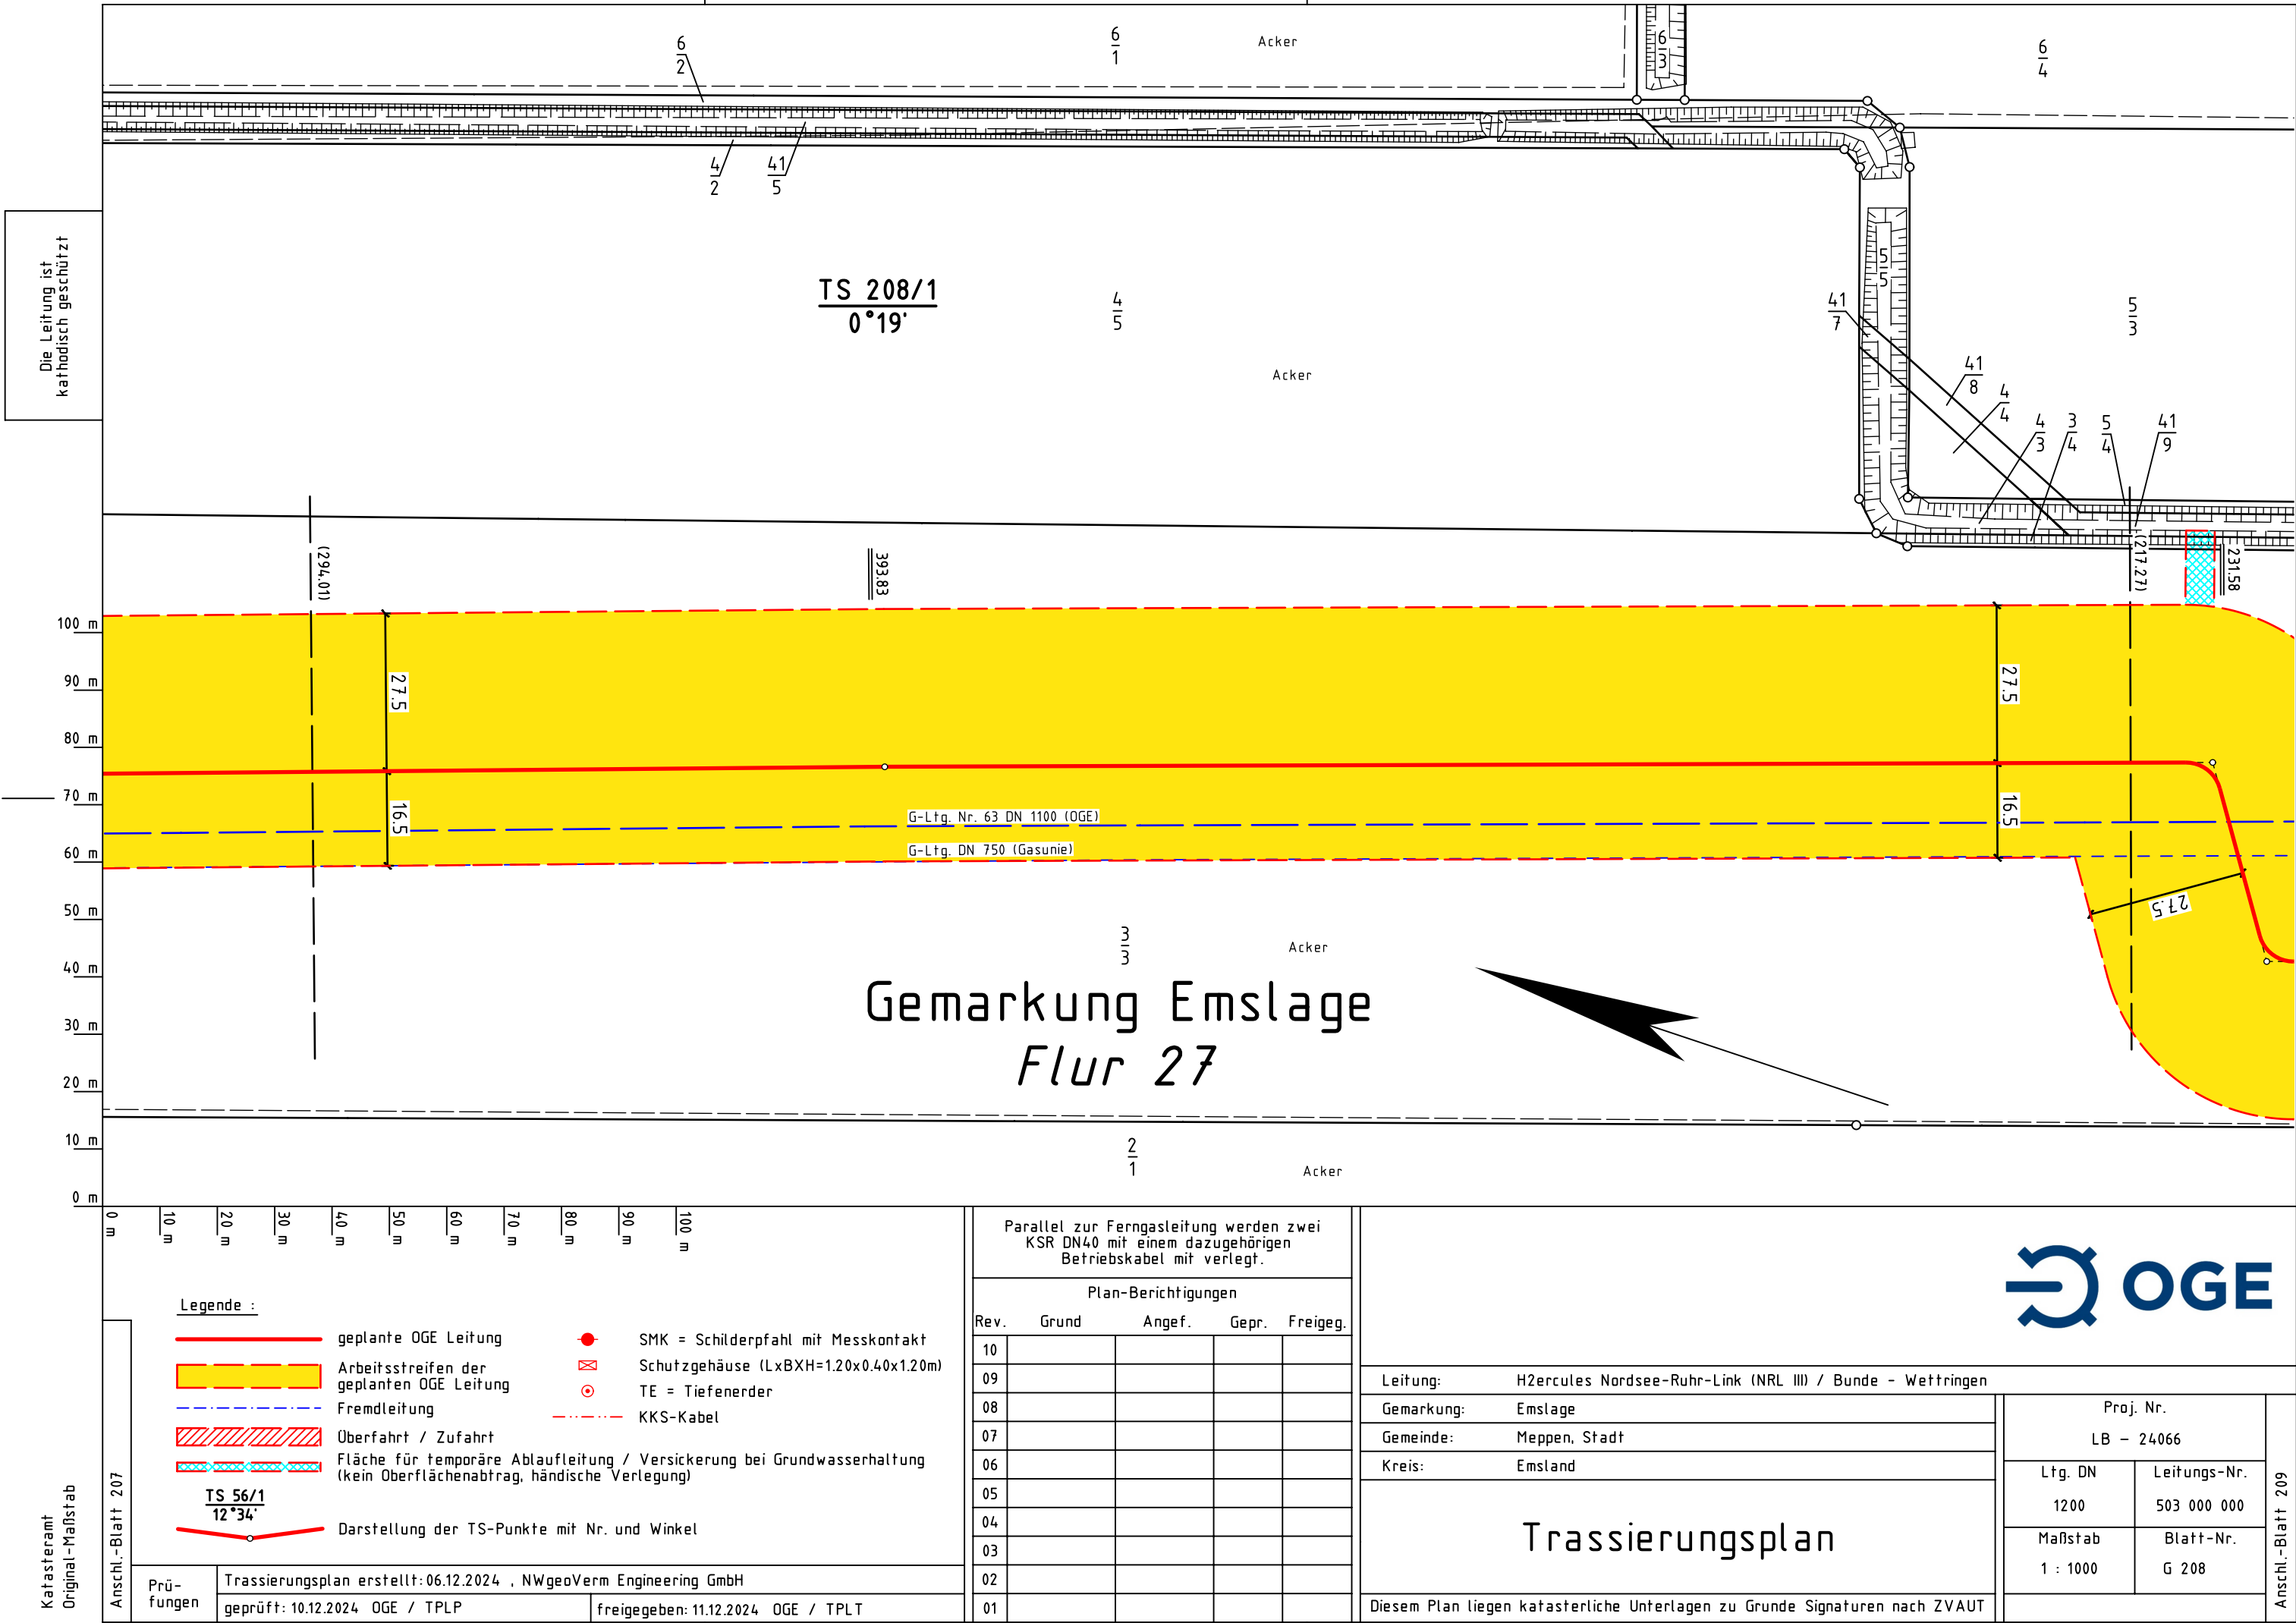 6
2
6
1
Acker
6
3
6
4
4
2
41
5
Die Leitung ist
kathodisch geschützt
TS 208/1
0°19'
4
5
Acker
5
5
41
7
5
3
41
8
4
4
4
3
3
4
5
4
41
9
(294.01)
393.83
(217.27)
231.58
100 m
90 m
80 m
70 m
60 m
50 m
40 m
30 m
20 m
10 m
0 m
27.5
16.5
27.5
16.5
27.5
G-Ltg. Nr. 63 DN 1100 (OGE)
G-Ltg. DN 750 (Gasunie)
3
3
Acker
Gemarkung Emslage
Flur 27
2
1
Acker
0 m
10 m
20 m
30 m
40 m
50 m
60 m
70 m
80 m
90 m
100 m
Legende :
geplante OGE Leitung
Arbeitsstreifen der
geplanten OGE Leitung
Fremdleitung
Überfahrt / Zufahrt
Fläche für temporäre Ablaufleitung / Versickerung bei Grundwasserhaltung
(kein Oberflächenabtrag, händische Verlegung)
TS 56/1
12°34'
Darstellung der TS-Punkte mit Nr. und Winkel
SMK = Schilderpfahl mit Messkontakt
Schutzgehäuse (LxBXH=1.20x0.40x1.20m)
TE = Tiefenerder
KKS-Kabel
Katasteramt
Original-Maßstab
Anschl.-Blatt 207
Prü-
fungen
Trassierungsplan erstellt: 06.12.2024 , NWgeoVerm Engineering GmbH
geprüft: 10.12.2024 OGE / TPLP
freigegeben: 11.12.2024 OGE / TPLT
Parallel zur Ferngasleitung werden zwei
KSR DN40 mit einem dazugehörigen
Betriebskabel mit verlegt.
Plan-Berichtigungen
Rev. Grund Angef. Gepr. Freigeg.
10
09
08
07
06
05
04
03
02
01
OGE
Leitung: H2ercules Nordsee-Ruhr-Link (NRL III) / Bunde - Wettringen
Gemarkung: Emslage
Gemeinde: Meppen, Stadt
Kreis: Emsland
Trassierungsplan
Diesem Plan liegen katasterliche Unterlagen zu Grunde Signaturen nach ZVAUT
Proj. Nr.
LB - 24066
Ltg. DN
1200
Leitungs-Nr.
503 000 000
Maßstab
1 : 1000
Blatt-Nr.
G 208
Anschl.-Blatt 209